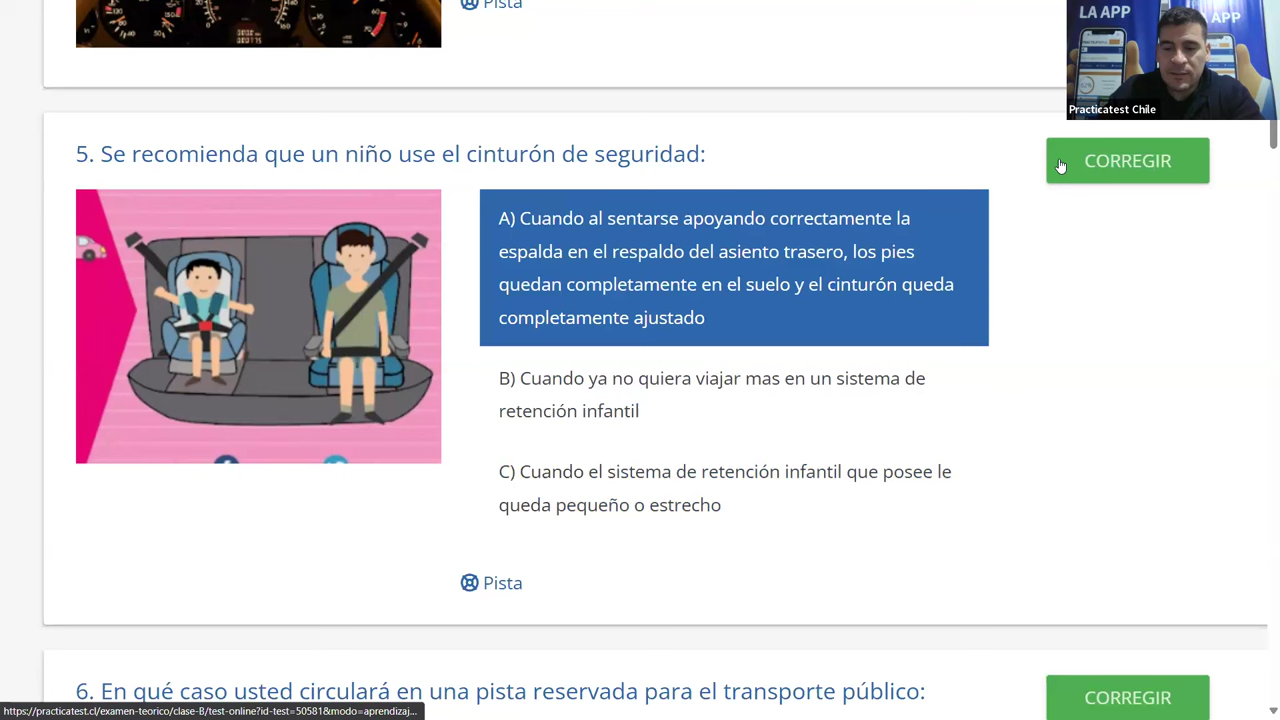 Pista
LA APP
APP
Practicatest Chile
5. Se recomienda que un niño use el cinturón de seguridad:
CORREGIR
A) Cuando al sentarse apoyando correctamente la
espalda en el respaldo del asiento trasero, los pies
quedan completamente en el suelo y el cinturón queda
completamente ajustado
B) Cuando ya no quiera viajar mas en un sistema de
retención infantil
C) Cuando el sistema de retención infantil que posee le
queda pequeño o estrecho
Pista
6. En qué caso usted circulará en una pista reservada para el transporte público:
CORREGIR
https://practicatest.cl/examen-teorico/clase-B/test-online?id-test=50581&modo=aprendizaj...